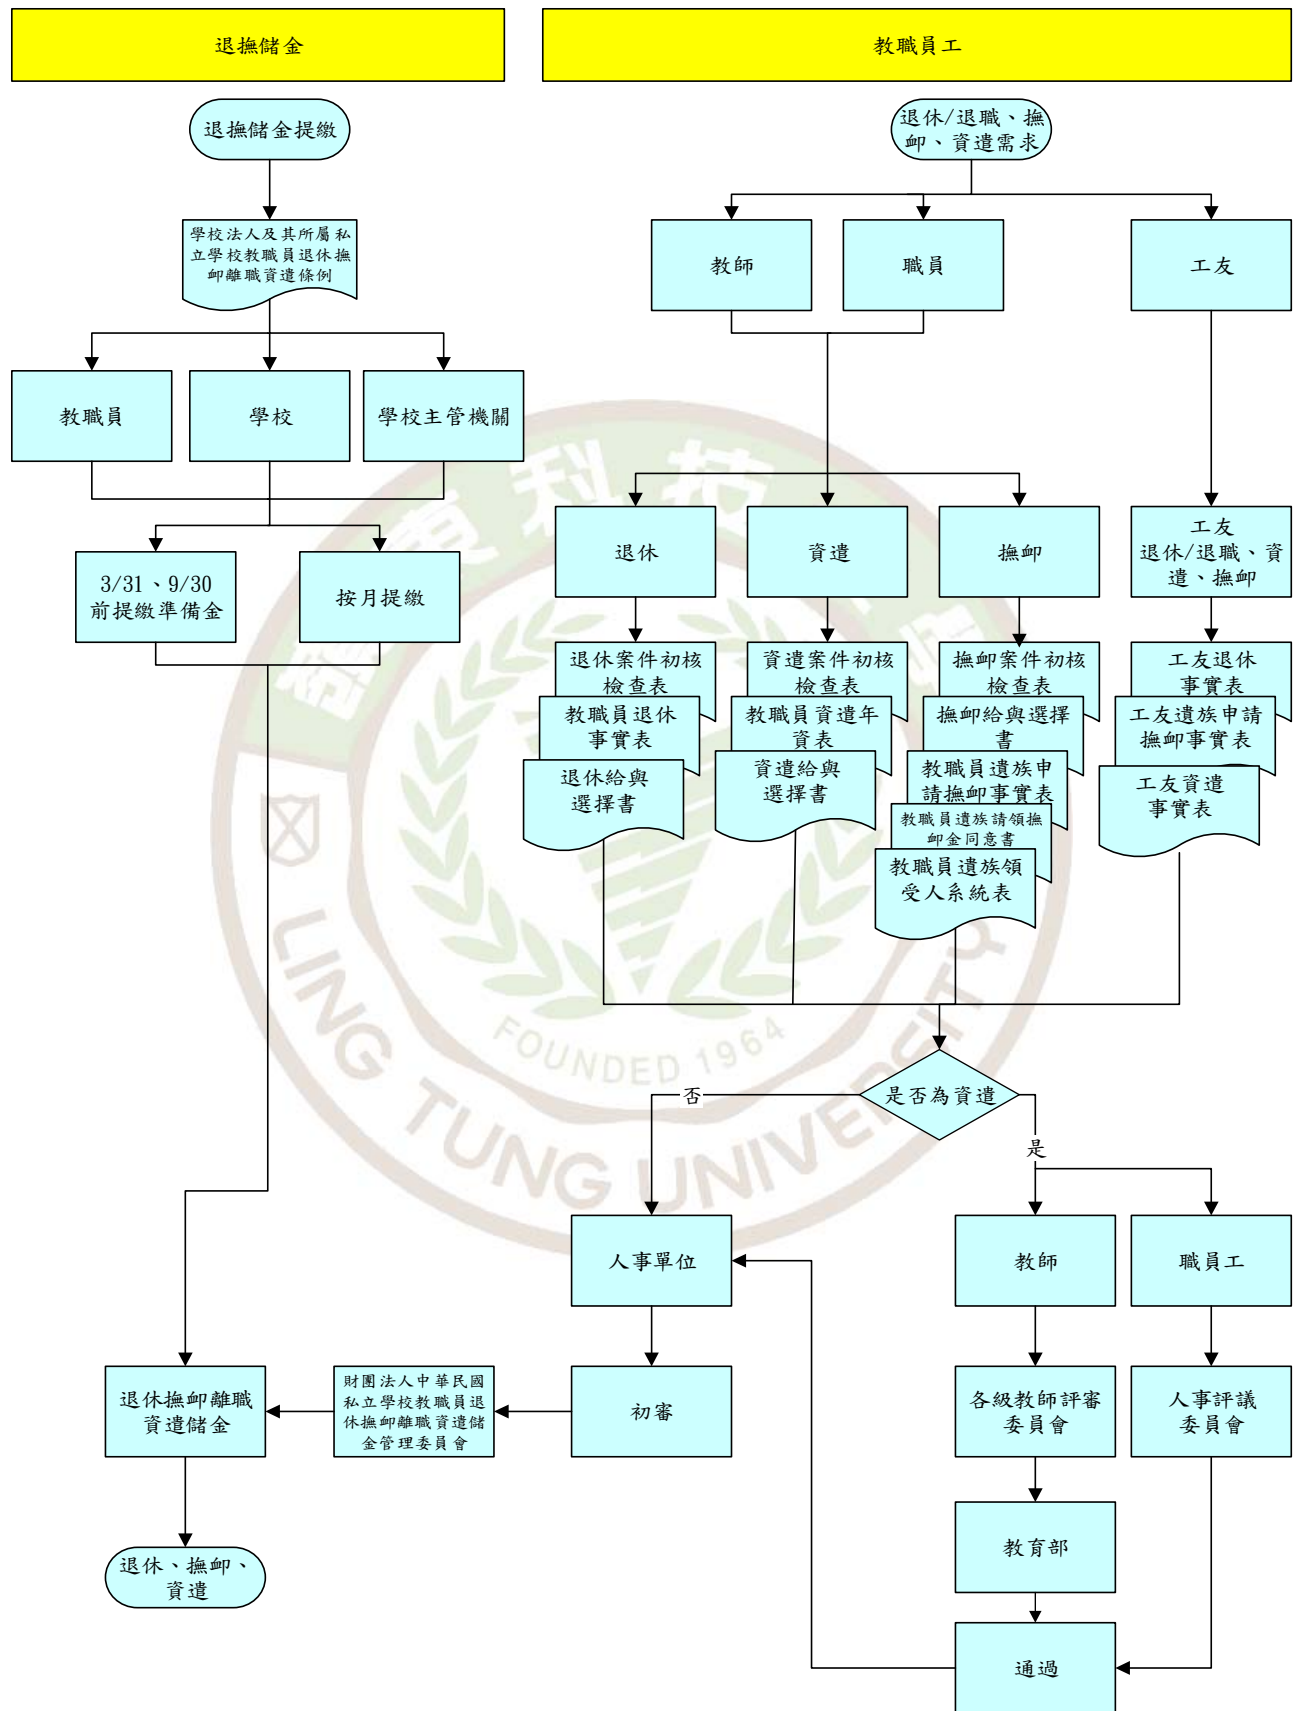 退撫儲金
教職員工
退撫儲金提繳
學校法人及其所屬私
立學校教職員退休撫
卹離職資遣條例
教職員
學校
學校主管機關
3/31、9/30
前提繳準備金
按月提繳
退休/退職、撫
卹、資遣需求
教師
職員
工友
退休
資遣
撫卹
工友
退休/退職、資
遣、撫卹
退休案件初核
檢查表
教職員退休
事實表
退休給與
選擇書
資遣案件初核
檢查表
教職員資遣年
資表
資遣給與
選擇書
撫卹案件初核
檢查表
撫卹給與選擇
書
教職員遺族申
請撫卹事實表
教職員遺族請領撫
卹金同意書
教職員遺族領
受人系統表
工友退休
事實表
工友遺族申請
撫卹事實表
工友資遣
事實表
是否為資遣
否
是
人事單位
教師
職員工
初審
財團法人中華民國
私立學校教職員退
休撫卹離職資遣儲
金管理委員會
退休撫卹離職
資遣儲金
退休、撫卹、
資遣
各級教師評審
委員會
人事評議
委員會
教育部
通過
科技
FOUNDED 1964
LING TUNG UNIVERSITY